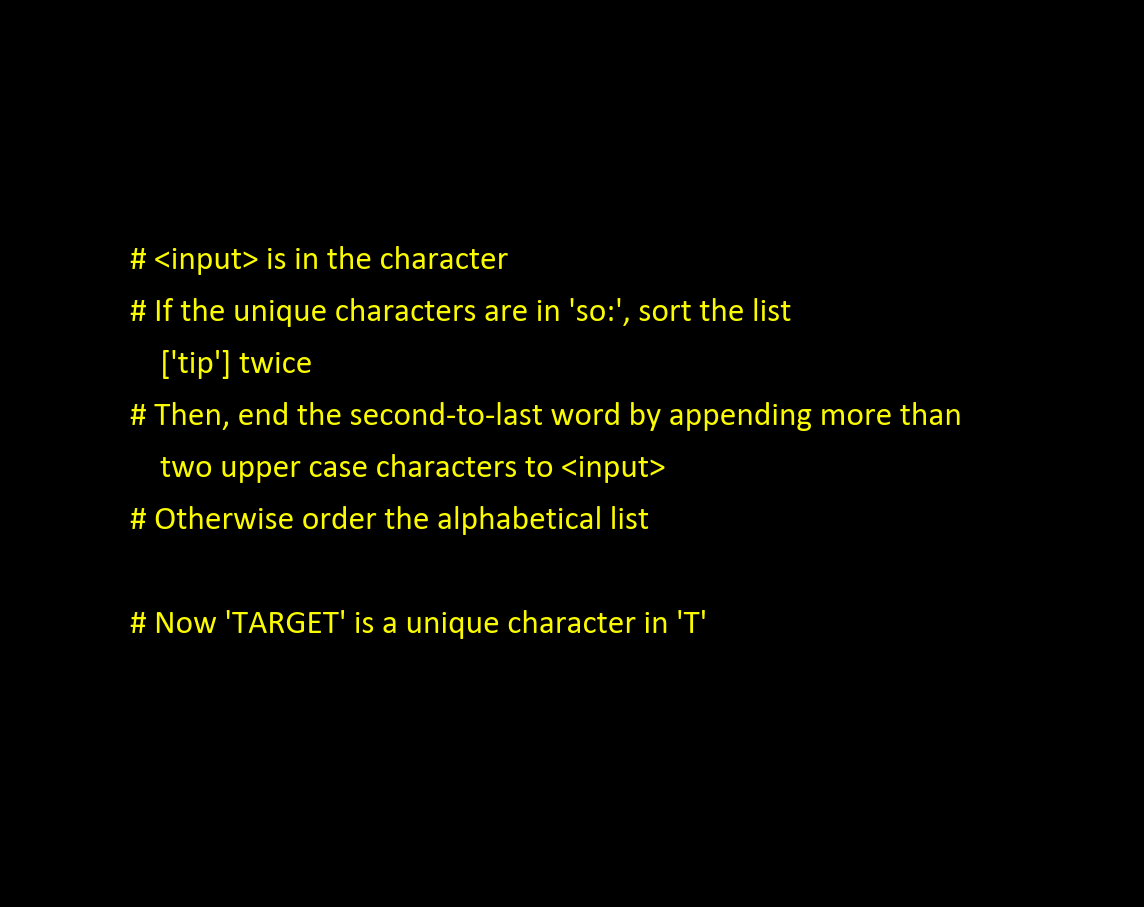 # <input> is in the character
# If the unique characters are in 'so:', sort the list
['tip'] twice
# Then, end the second-to-last word by appending more than
two upper case characters to <input>
# Otherwise order the alphabetical list
# Now 'TARGET' is a unique character in 'T'